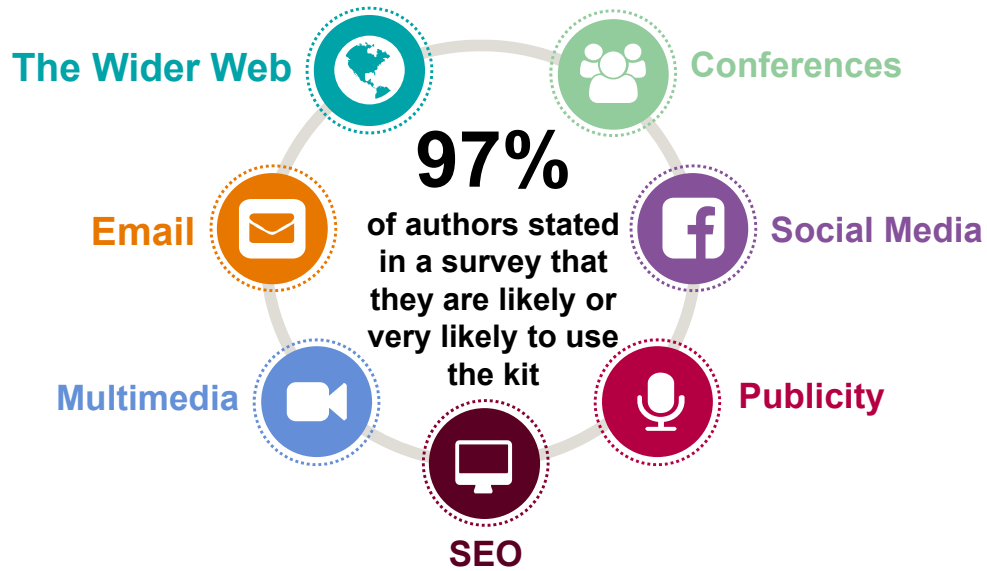 The Wider Web
Conferences
97%
of authors stated
in a survey that
they are likely or
very likely to use
the kit
Email
Social Media
Multimedia
Publicity
SEO